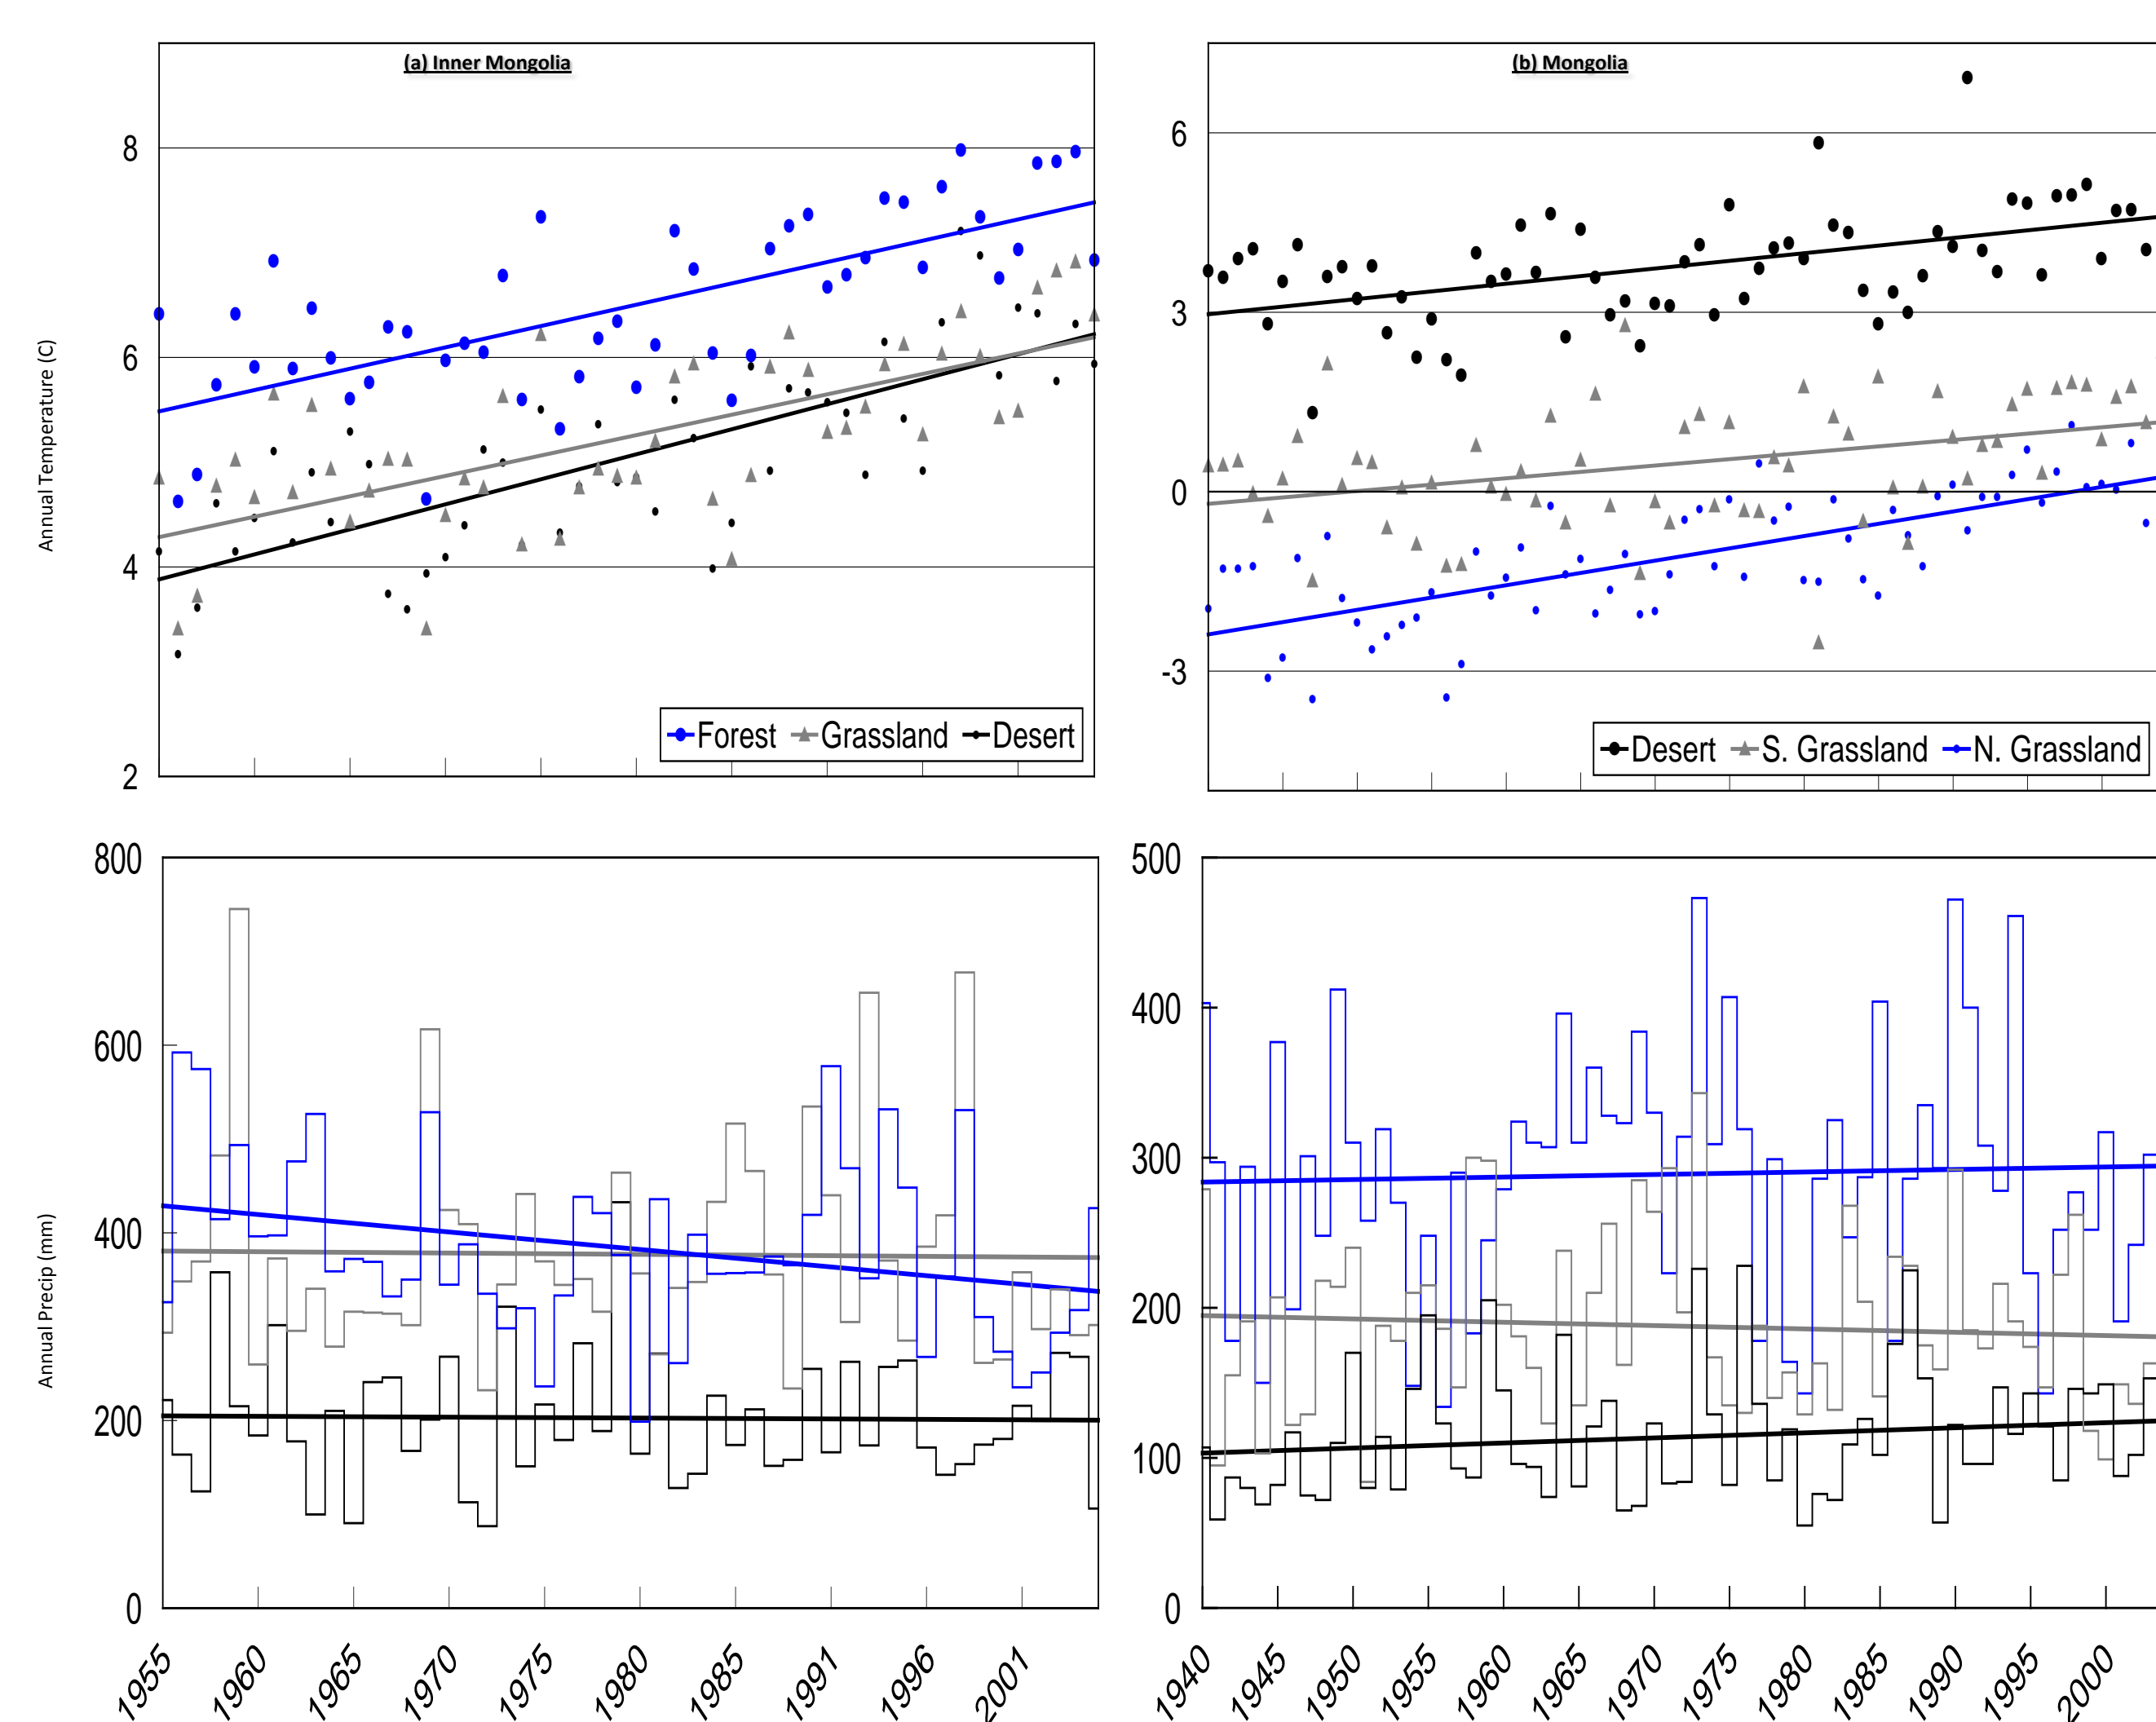 (a) Inner Mongolia
Annual Temperature (C)
8
6
4
2
Forest Grassland Desert
(b) Mongolia
6
3
0
-3
Desert S. Grassland N. Grassland
Annual Precip (mm)
800
600
400
200
0
1955 1960 1965 1970 1975 1980 1985 1991 1996 2001
500
400
300
200
100
0
1940 1945 1950 1955 1960 1965 1970 1975 1980 1985 1990 1995 2000